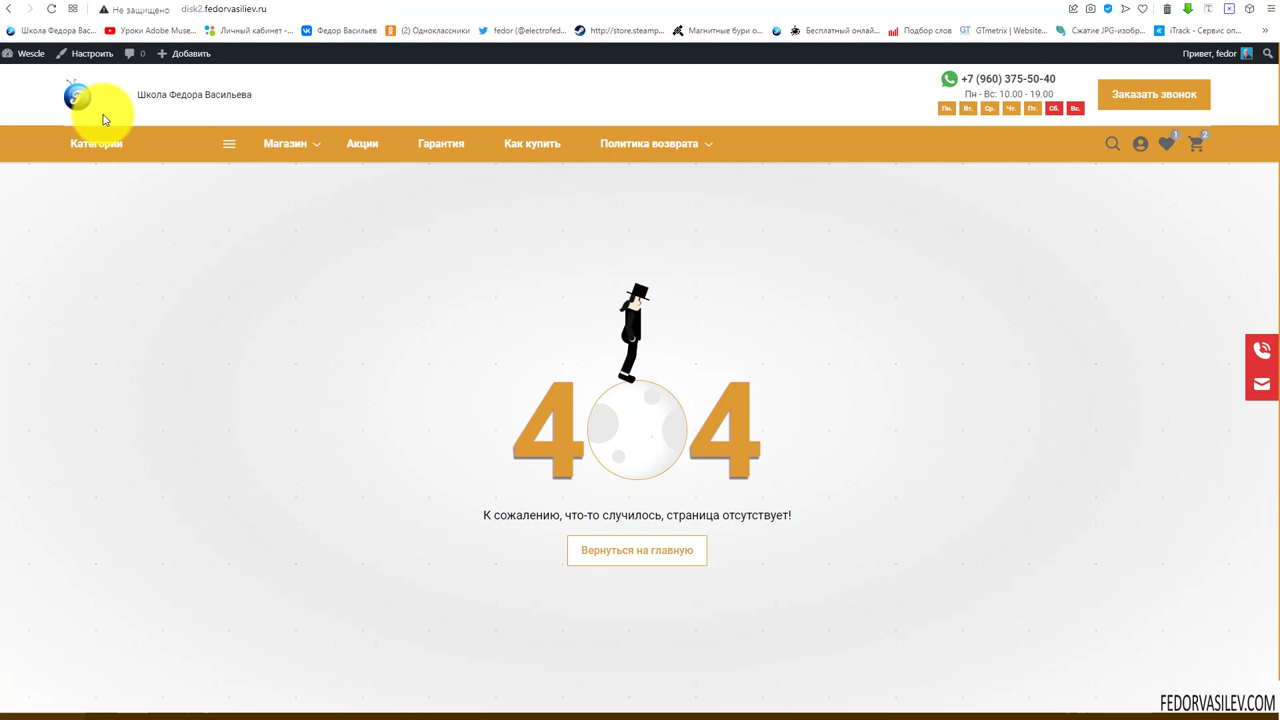 Не защищено disk2.fedorvasiliev.ru
Школа Федора Вас... Уроки Adobe Muse... Личный кабинет -... Федор Васильев (2) Одноклассники fedor (@electrofed... http://store.steamp... Магнитные бури о... Бесплатный онлай... Подбор слов GTmetrix | Website... Сжатие JPG-изобр... iTrack - Сервис оп...
Wescle Настроить 0 Добавить Привет, fedor
Школа Федора Васильева
+7 (960) 375-50-40
Пн - Вс: 10.00 - 19.00
Пн. Вт. Ср. Чт. Пт. Сб. Вс.
Заказать звонок
Категории Магазин Акции Гарантия Как купить Политика возврата 1 2
404
К сожалению, что-то случилось, страница отсутствует!
Вернуться на главную
FEDORVASILEV.COM